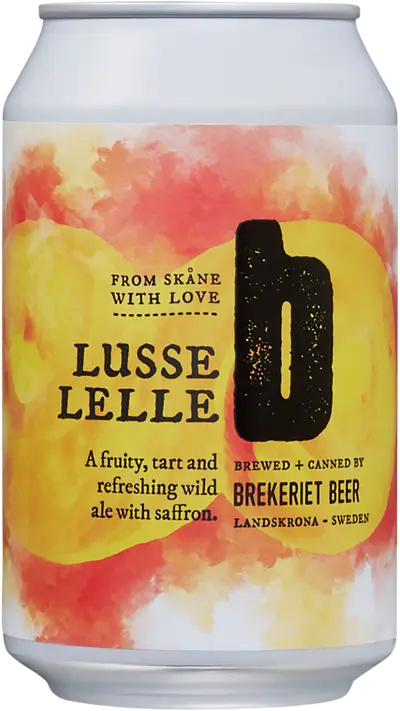 FROM SKÅNE
WITH LOVE
LUSSE
LELLE
A fruity, tart and
refreshing wild
ale with saffron.
b
BREWED + CANNED BY
BREKERIET BEER
LANDSKRONA - SWEDEN